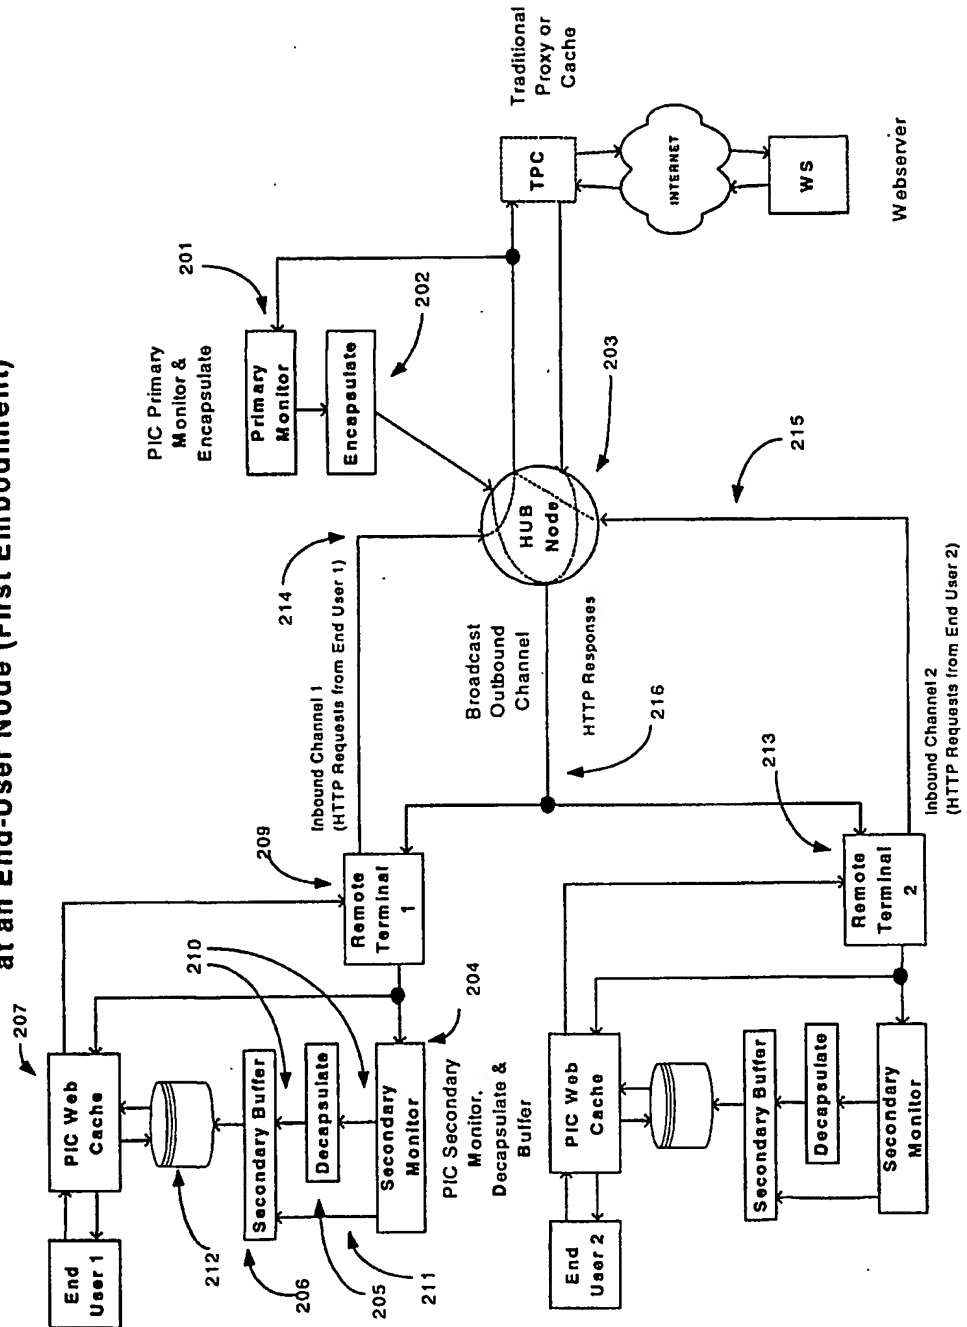 at an End-User Node (First Embodiment)
207
End
User 1
PIC Web
Cache
212
Secondary Buffer
206
Decapsulate
205
Secondary
Monitor
211
210
204
PIC Secondary
Monitor,
Decapsulate &
Buffer
209
Remote
Terminal
1
Inbound Channel 1
(HTTP Requests from End User 1)
214
PIC Primary
Monitor &
Encapsulate
201
Primary
Monitor
Encapsulate
202
HUB
Node
203
Broadcast
Outbound
Channel
HTTP Responses
216
TPC
Traditional
Proxy or
Cache
INTERNET
WS
Webserver
215
213
Remote
Terminal
2
Inbound Channel 2
(HTTP Requests from End User 2)
End
User 2
PIC Web
Cache
Secondary Buffer
Decapsulate
Secondary
Monitor